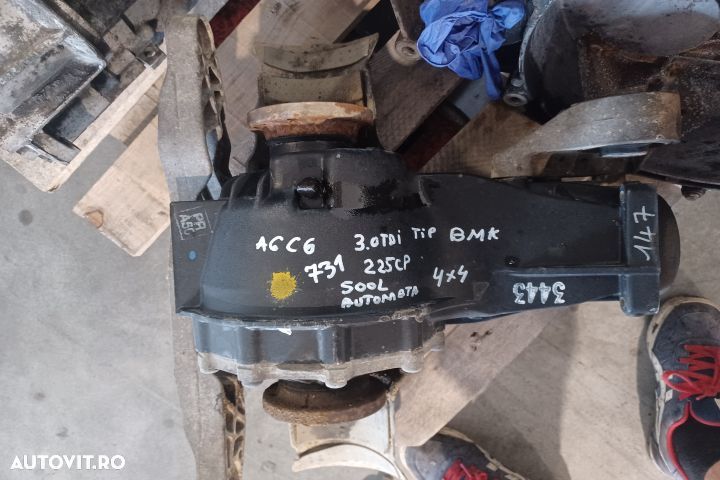 A6C6 3.0TDI TIP BMK
731 225CP
500L 4x4
AUTOMATA
3443
147
AUTOVIT.RO